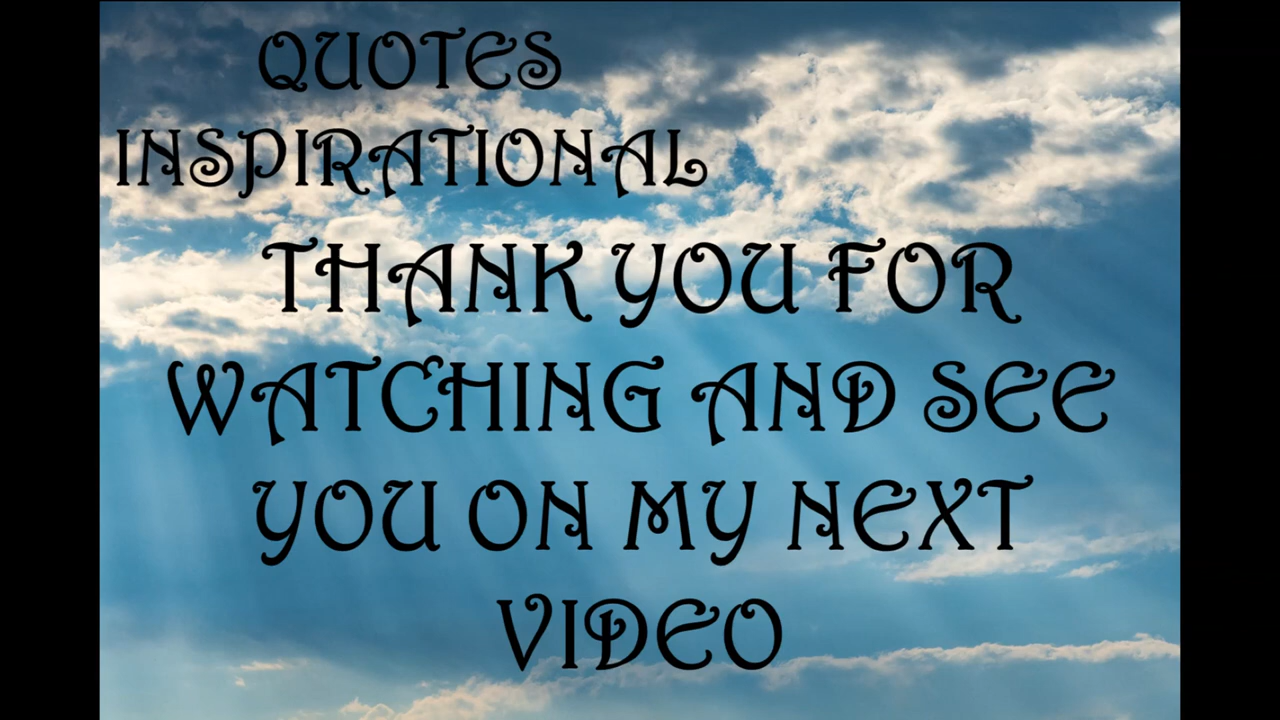 QUOTES
INSPIRATIONAL
THANK YOU FOR
WATCHING AND SEE
YOU ON MY NEXT
VIDEO